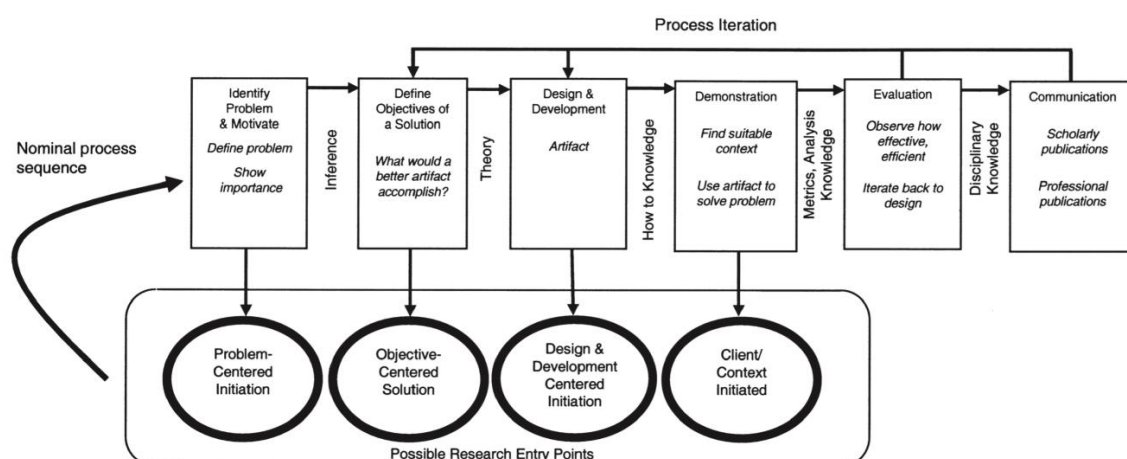 Process Iteration
Nominal process
sequence
Identify
Problem
& Motivate
Define problem
Show
importance
Inference
Define
Objectives of
a Solution
What would a
better artifact
accomplish?
Theory
Design &
Development
Artifact
How to Knowledge
Demonstration
Find suitable
context
Use artifact to
solve problem
Metrics, Analysis
Knowledge
Evaluation
Observe how
effective,
efficient
Iterate back to
design
Disciplinary
Knowledge
Communication
Scholarly
publications
Professional
publications
Problem-
Centered
Initiation
Objective-
Centered
Solution
Design &
Development
Centered
Initiation
Client/
Context
Initiated
Possible Research Entry Points